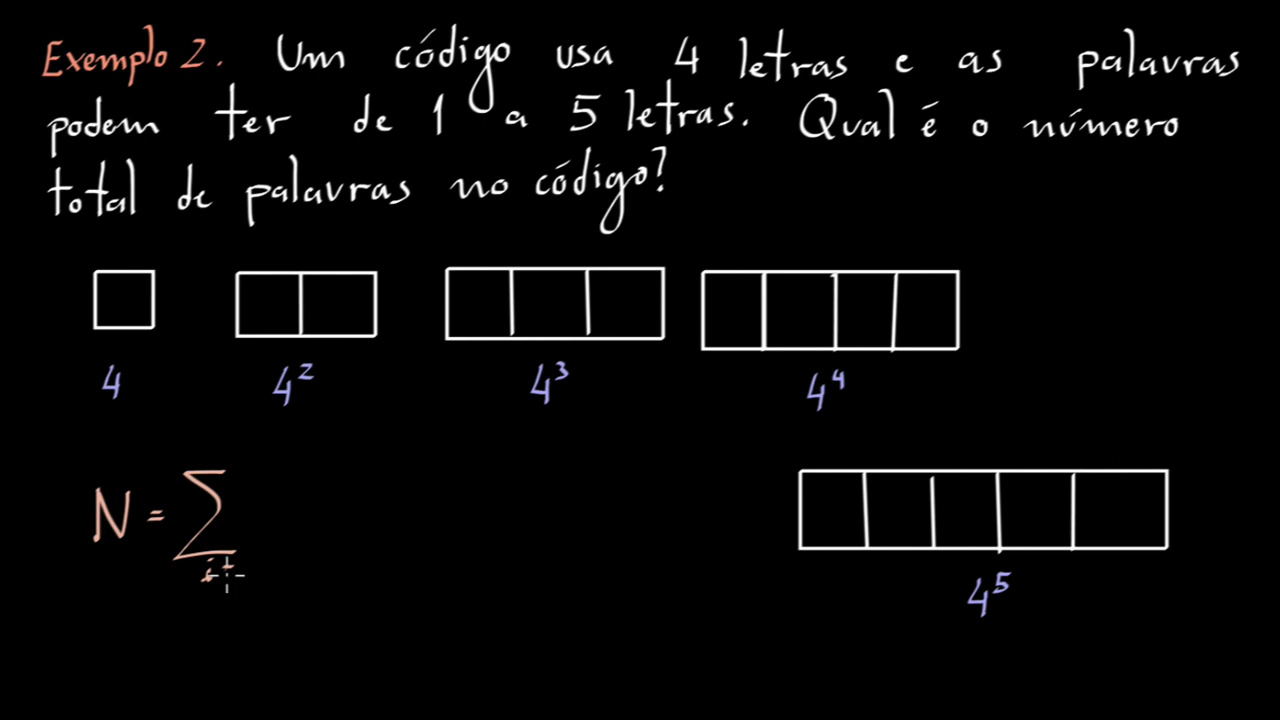 Exemplo 2. Um código usa 4 letras e as palavras
podem ter de 1 a 5 letras. Qual é o número
total de palavras no código?
4 4² 4³ 4⁴
N = ∑
i=
4⁵